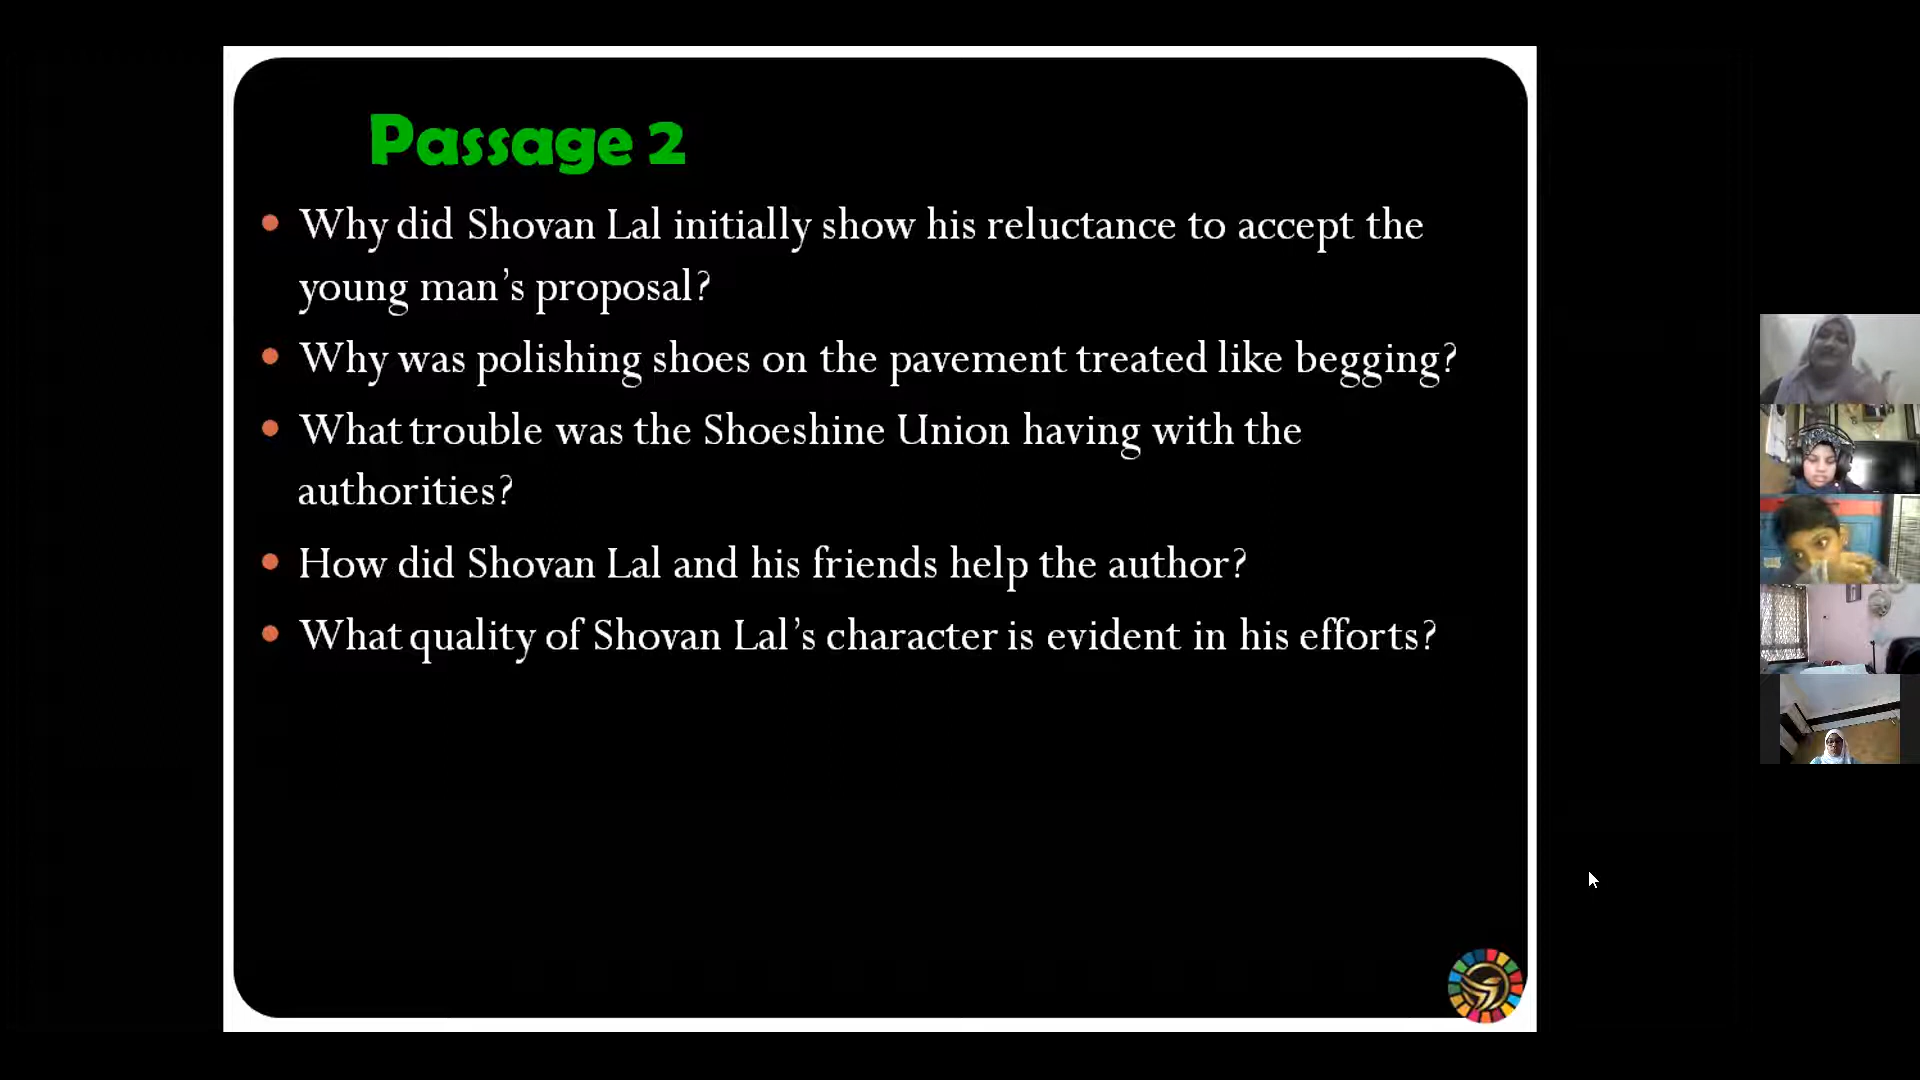 Passage 2
Why did Shovan Lal initially show his reluctance to accept the
young man’s proposal?
Why was polishing shoes on the pavement treated like begging?
What trouble was the Shoeshine Union having with the
authorities?
How did Shovan Lal and his friends help the author?
What quality of Shovan Lal’s character is evident in his efforts?